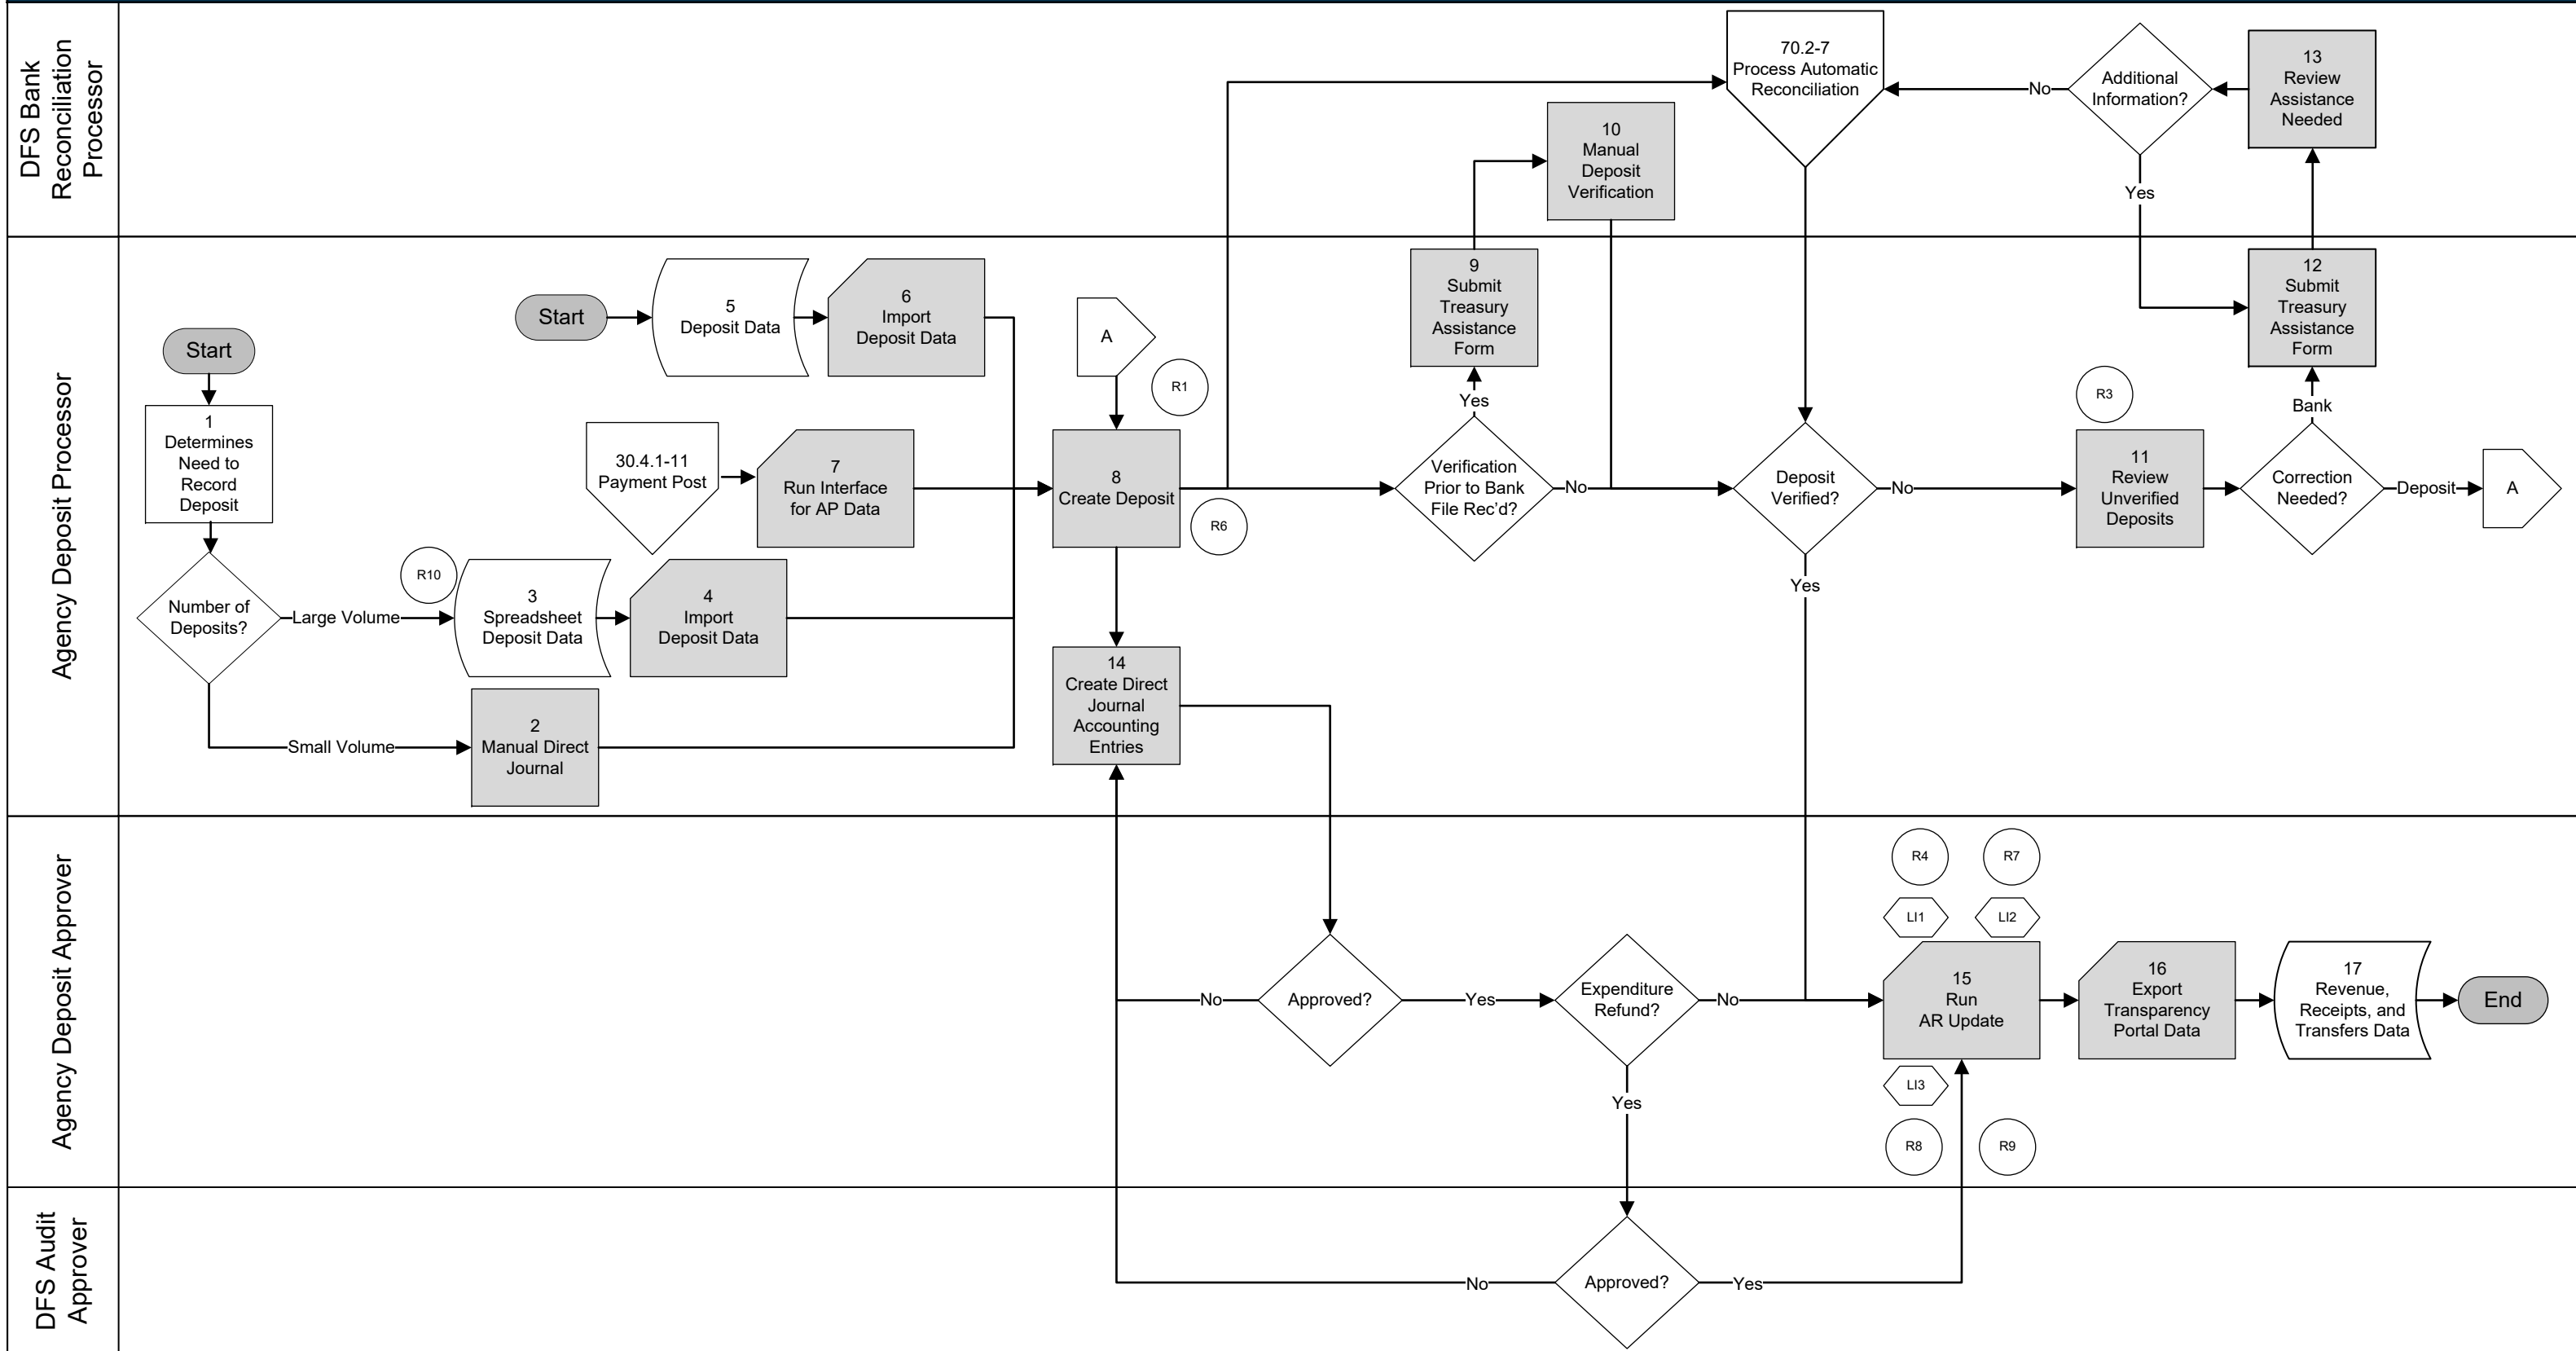 DFS Bank
Reconciliation
Processor
70.2-7
Process Automatic
Reconciliation
10
Manual
Deposit
Verification
Additional
Information?
No
Yes
13
Review
Assistance
Needed
Agency Deposit Processor
Start
1
Determines
Need to
Record
Deposit
Number of
Deposits?
Large Volume
Small Volume
R10
Start
5
Deposit Data
6
Import
Deposit Data
30.4.1-11
Payment Post
7
Run Interface
for AP Data
3
Spreadsheet
Deposit Data
4
Import
Deposit Data
2
Manual Direct
Journal
A
R1
8
Create Deposit
R6
14
Create Direct
Journal
Accounting
Entries
9
Submit
Treasury
Assistance
Form
Yes
Verification
Prior to Bank
File Rec'd?
No
Deposit
Verified?
No
Yes
R3
11
Review
Unverified
Deposits
12
Submit
Treasury
Assistance
Form
Bank
Correction
Needed?
Deposit
A
Agency Deposit Approver
No
Approved?
Yes
Expenditure
Refund?
No
Yes
R4
R7
LI1
LI2
15
Run
AR Update
LI3
R8
R9
16
Export
Transparency
Portal Data
17
Revenue,
Receipts, and
Transfers Data
End
DFS Audit
Approver
No
Approved?
Yes